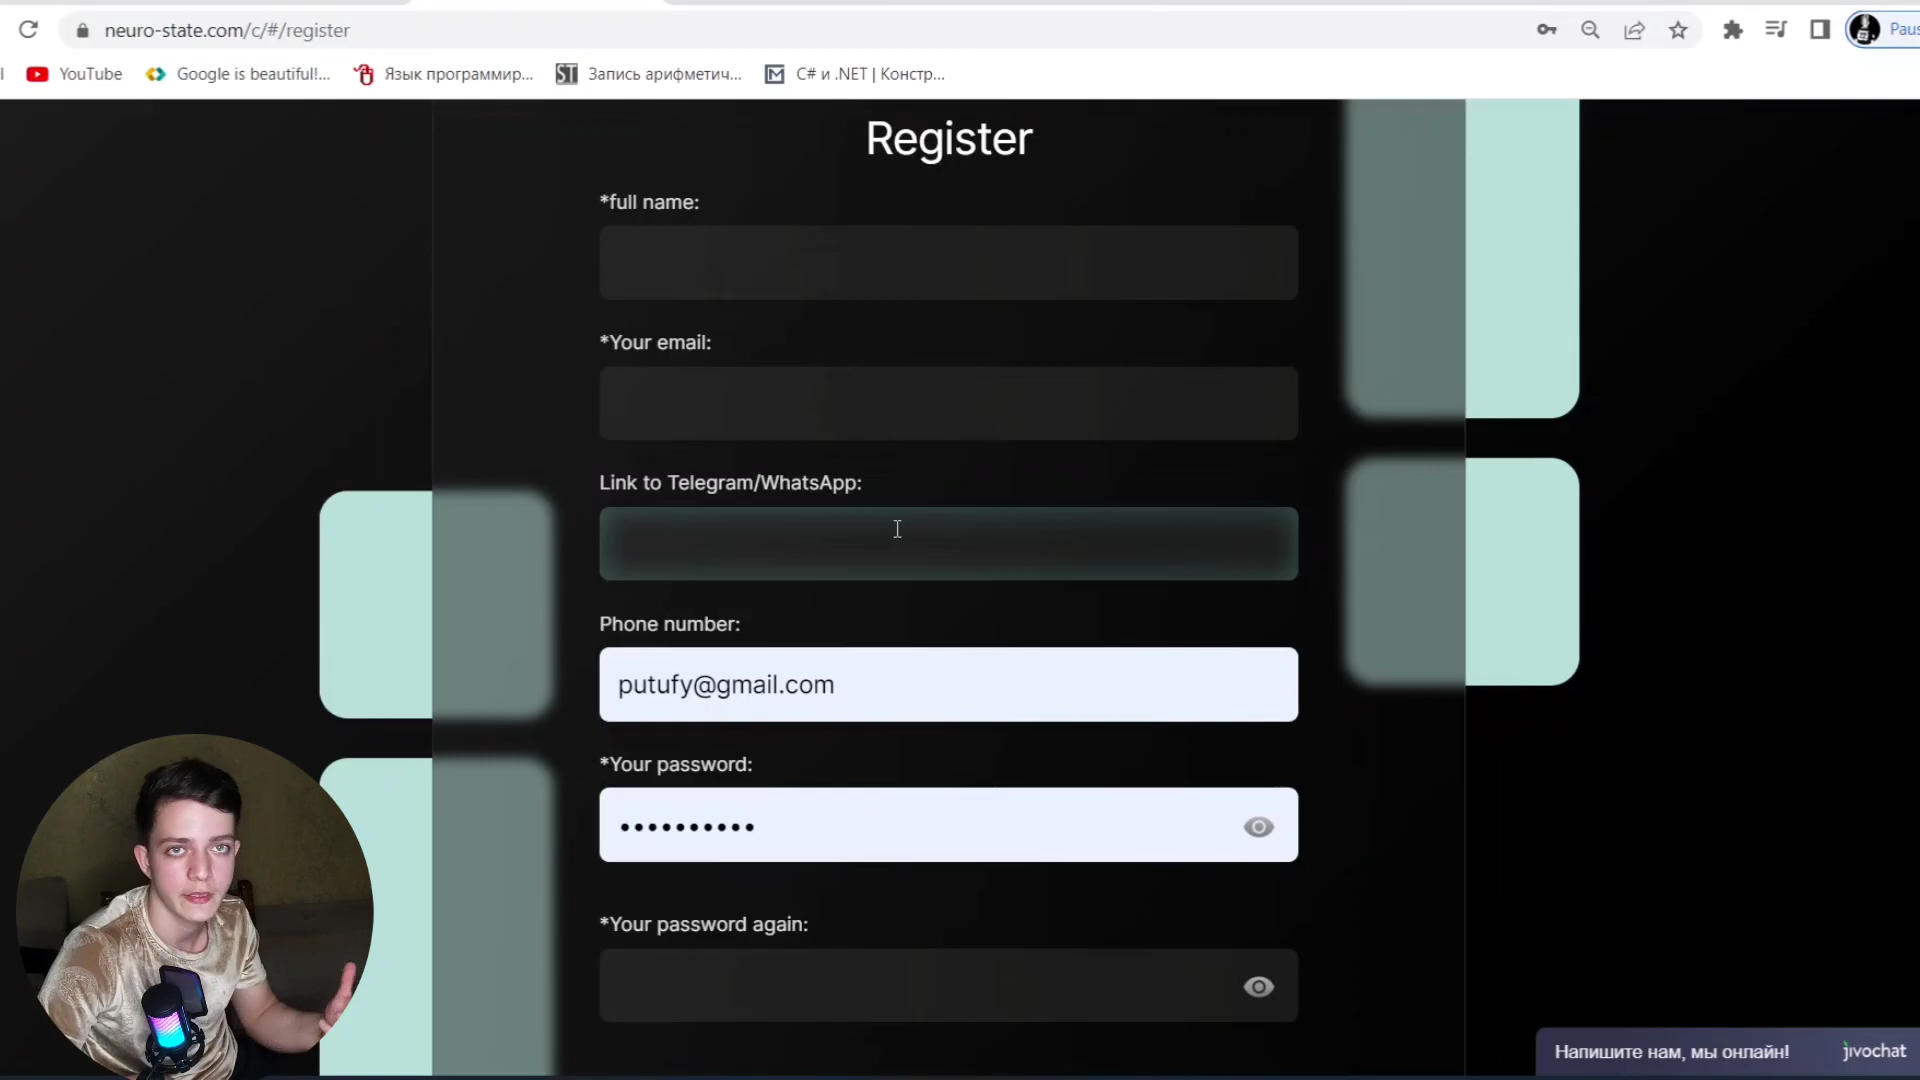 neuro-state.com/c/#/register
Paus
YouTube
Google is beautiful!...
Язык программир...
ST
Запись арифметич...
M
C# и .NET | Констр...
Register
*full name:
*Your email:
Link to Telegram/WhatsApp:
Phone number:
putufy@gmail.com
*Your password:
••••••••••
*Your password again:
Напишите нам, мы онлайн!
jivochat